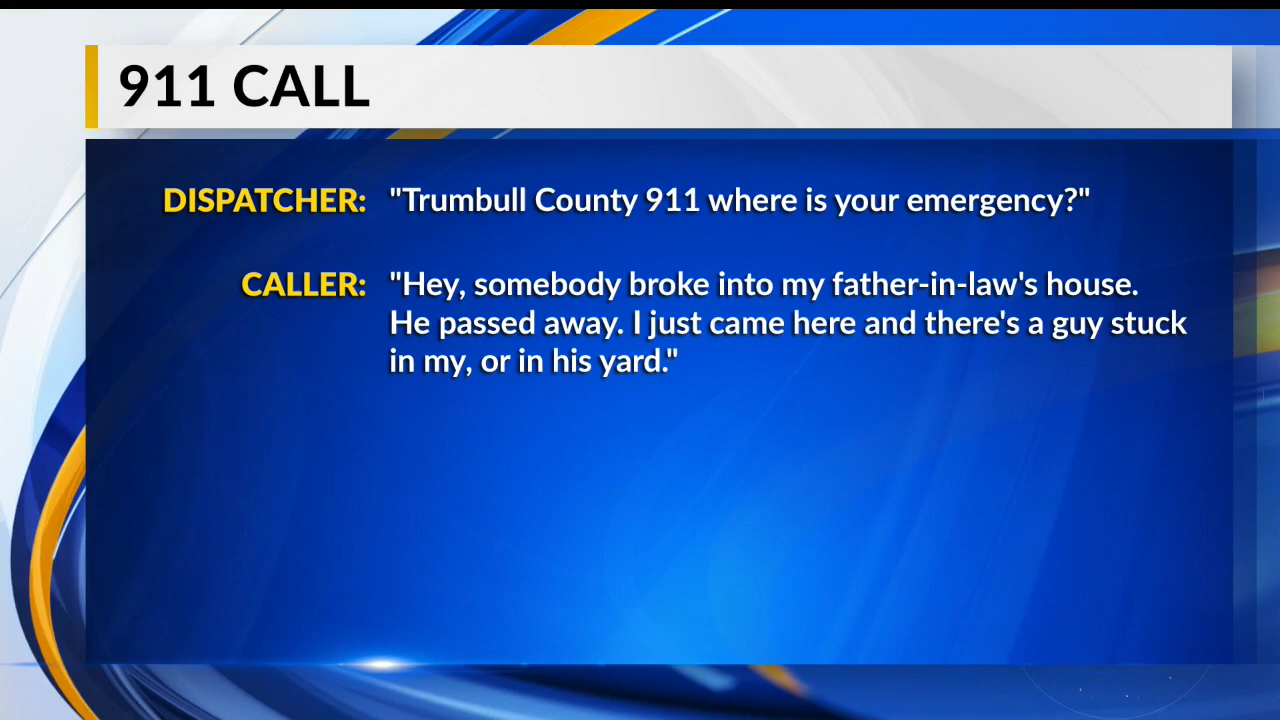 911 CALL
DISPATCHER: "Trumbull County 911 where is your emergency?"
CALLER: "Hey, somebody broke into my father-in-law's house.
He passed away. I just came here and there's a guy stuck
in my, or in his yard."